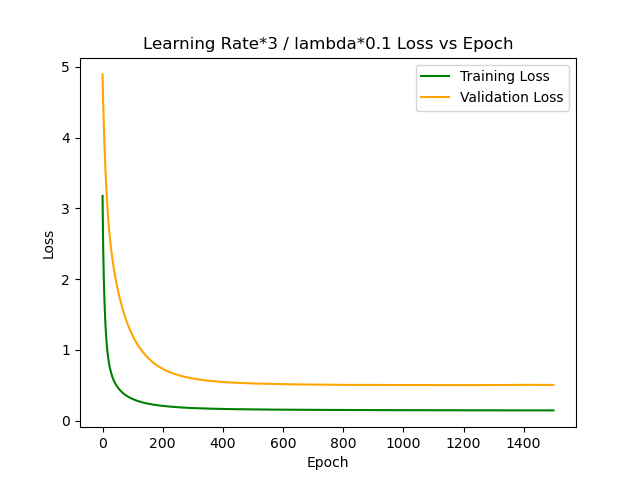 Learning Rate*3 / lambda*0.1 Loss vs Epoch
Training Loss
Validation Loss
5
4
3
2
1
0
Loss
0 200 400 600 800 1000 1200 1400
Epoch